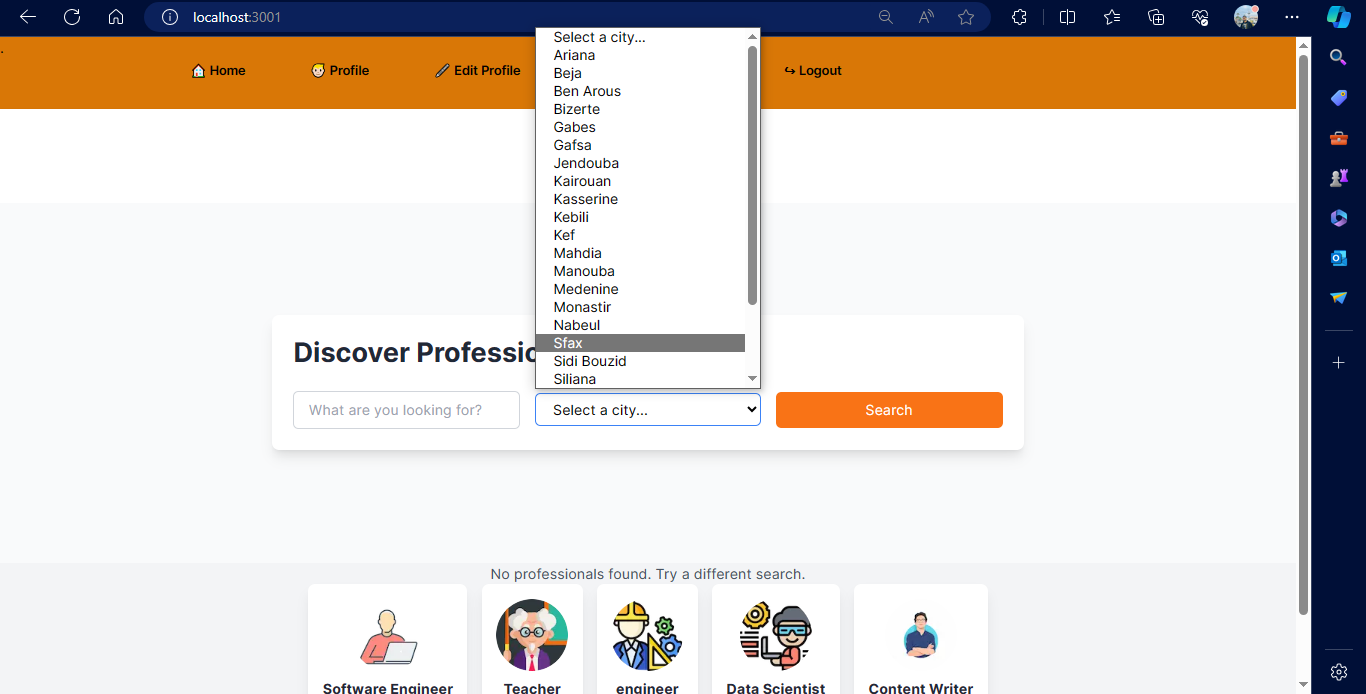 localhost:3001
.
🏠 Home
Profile
Edit Profile
↪ Logout
Select a city...
Ariana
Beja
Ben Arous
Bizerte
Gabes
Gafsa
Jendouba
Kairouan
Kasserine
Kebili
Kef
Mahdia
Manouba
Medenine
Monastir
Nabeul
Sfax
Sidi Bouzid
Siliana
Discover
What are you looking for?
Select a city...
Search
No professionals found. Try a different search.
Software Engineer
Teacher
engineer
Data Scientist
Content Writer